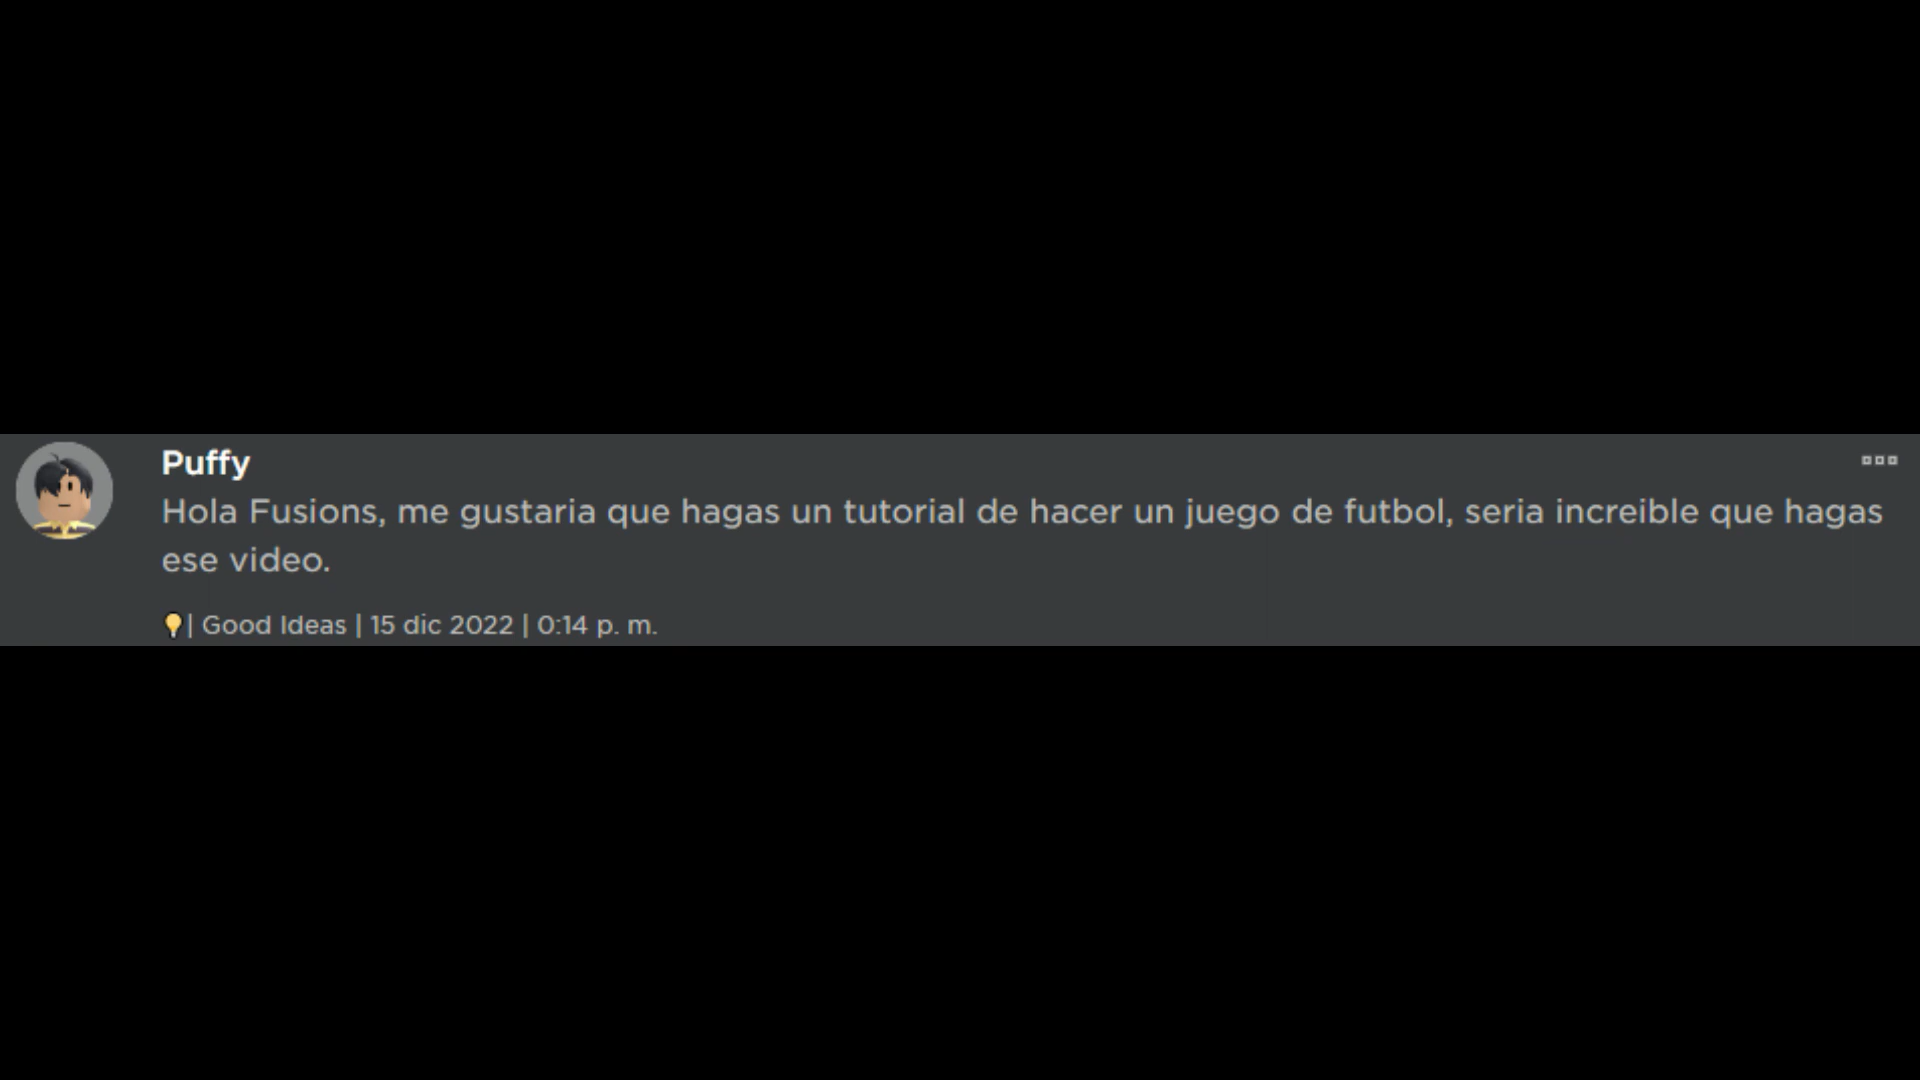 Puffy
Hola Fusions, me gustaria que hagas un tutorial de hacer un juego de futbol, seria increible que hagas
ese video.
💡| Good Ideas | 15 dic 2022 | 0:14 p. m.